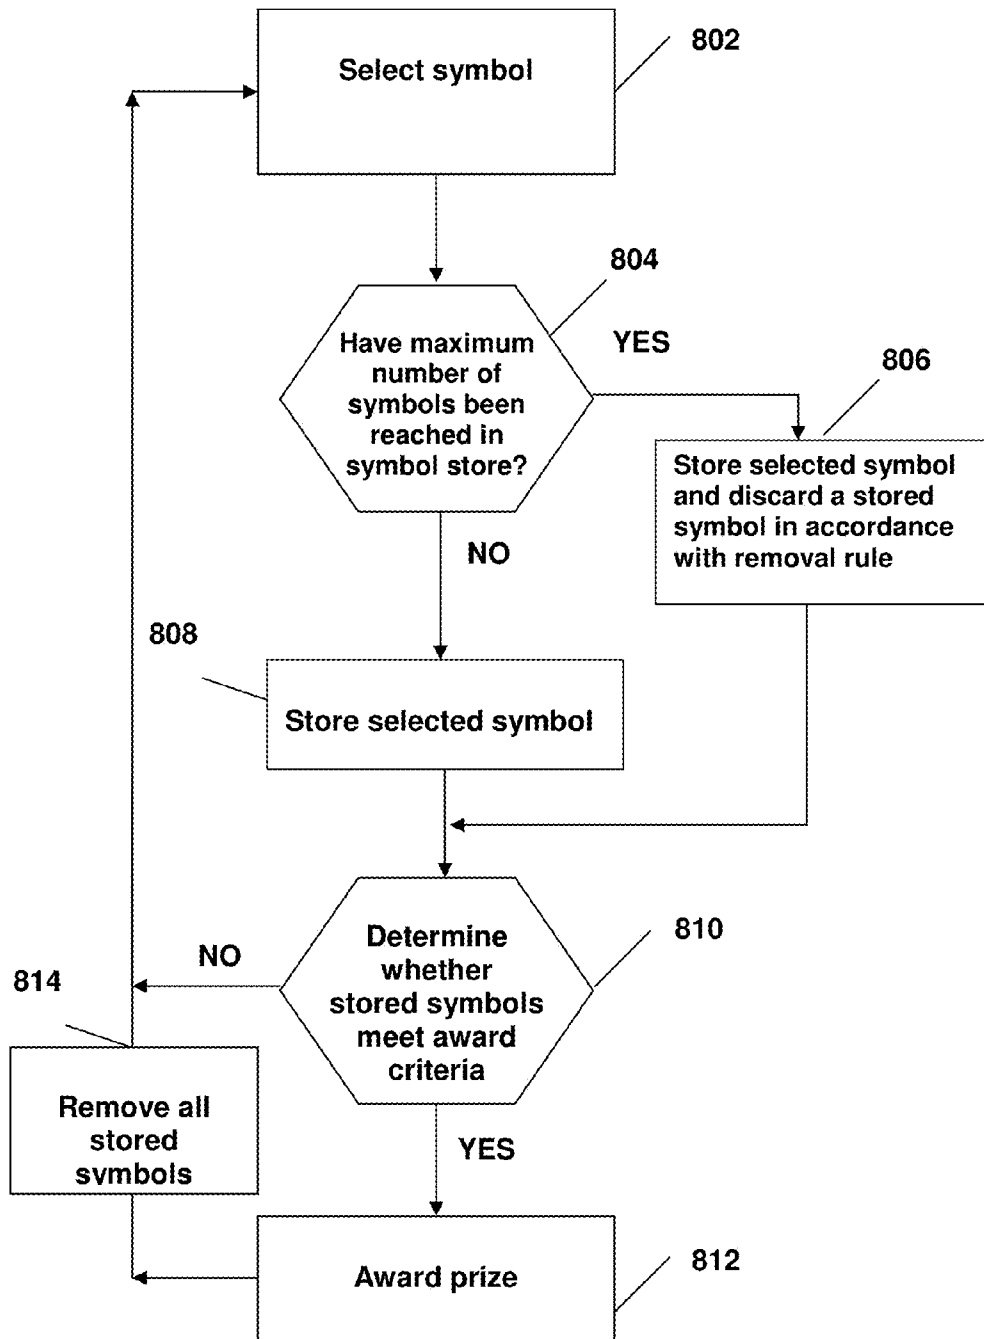 Select symbol
802
804
Have maximum
number of
symbols been
reached in
symbol store?
YES
806
Store selected symbol
and discard a stored
symbol in accordance
with removal rule
NO
808
Store selected symbol
810
Determine
whether
stored symbols
meet award
criteria
NO
814
Remove all
stored
symbols
YES
Award prize
812